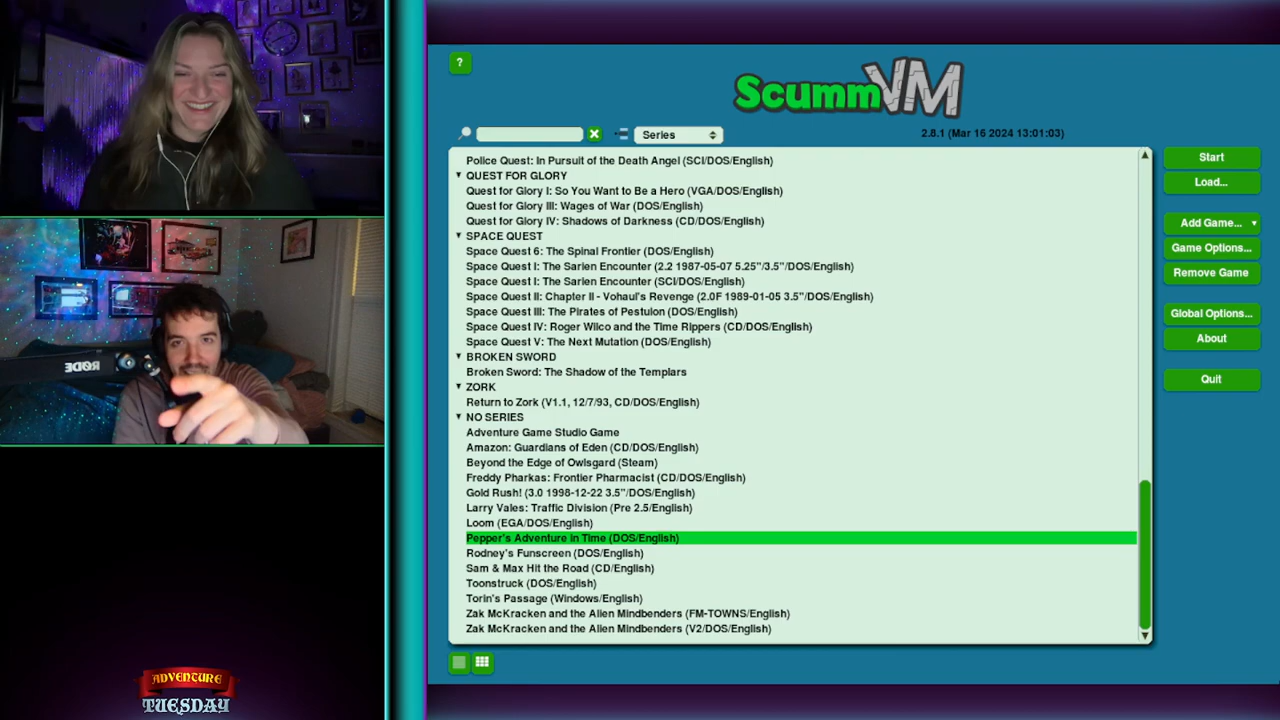 RØDE
ADVENTURE
TUESDAY
?
ScummVM
Series
2.8.1 (Mar 16 2024 13:01:03)
Police Quest: In Pursuit of the Death Angel (SCI/DOS/English)
QUEST FOR GLORY
Quest for Glory I: So You Want to Be a Hero (VGA/DOS/English)
Quest for Glory III: Wages of War (DOS/English)
Quest for Glory IV: Shadows of Darkness (CD/DOS/English)
SPACE QUEST
Space Quest 6: The Spinal Frontier (DOS/English)
Space Quest I: The Sarien Encounter (2.2 1987-05-07 5.25"/3.5"/DOS/English)
Space Quest I: The Sarien Encounter (SCI/DOS/English)
Space Quest II: Chapter II - Vohaul's Revenge (2.0F 1989-01-05 3.5"/DOS/English)
Space Quest III: The Pirates of Pestulon (DOS/English)
Space Quest IV: Roger Wilco and the Time Rippers (CD/DOS/English)
Space Quest V: The Next Mutation (DOS/English)
BROKEN SWORD
Broken Sword: The Shadow of the Templars
ZORK
Return to Zork (V1.1, 12/7/93, CD/DOS/English)
NO SERIES
Adventure Game Studio Game
Amazon: Guardians of Eden (CD/DOS/English)
Beyond the Edge of Owlsgard (Steam)
Freddy Pharkas: Frontier Pharmacist (CD/DOS/English)
Gold Rush! (3.0 1998-12-22 3.5"/DOS/English)
Larry Vales: Traffic Division (Pre 2.5/English)
Loom (EGA/DOS/English)
Pepper's Adventure in Time (DOS/English)
Rodney's Funscreen (DOS/English)
Sam & Max Hit the Road (CD/English)
Toonstruck (DOS/English)
Torin's Passage (Windows/English)
Zak McKracken and the Alien Mindbenders (FM-TOWNS/English)
Zak McKracken and the Alien Mindbenders (V2/DOS/English)
Start
Load...
Add Game...
Game Options...
Remove Game
Global Options...
About
Quit